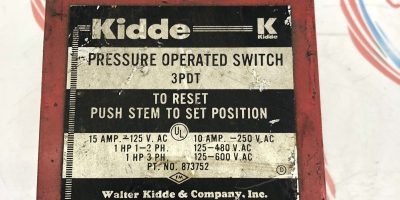 Kidde K
Kidde
PRESSURE OPERATED SWITCH
3PDT
TO RESET
PUSH STEM TO SET POSITION
15 AMP.-125 V. AC UL 10 AMP.-250 V. AC
1 HP 1-2 PH. 125-480 V. AC
1 HP 3 PH. 125-600 V. AC
PT. NO. 873752
FM
Walter Kidde & Company, Inc.